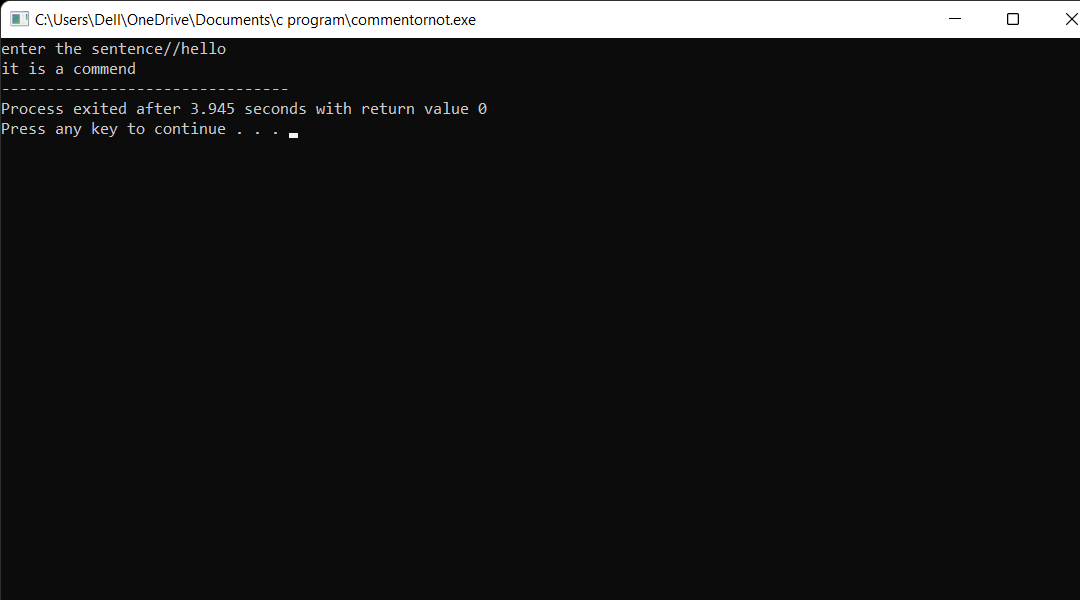 C:\Users\Dell\OneDrive\Documents\c program\commentornot.exe
enter the sentence//hello
it is a commend
--------------------------------
Process exited after 3.945 seconds with return value 0
Press any key to continue . . .